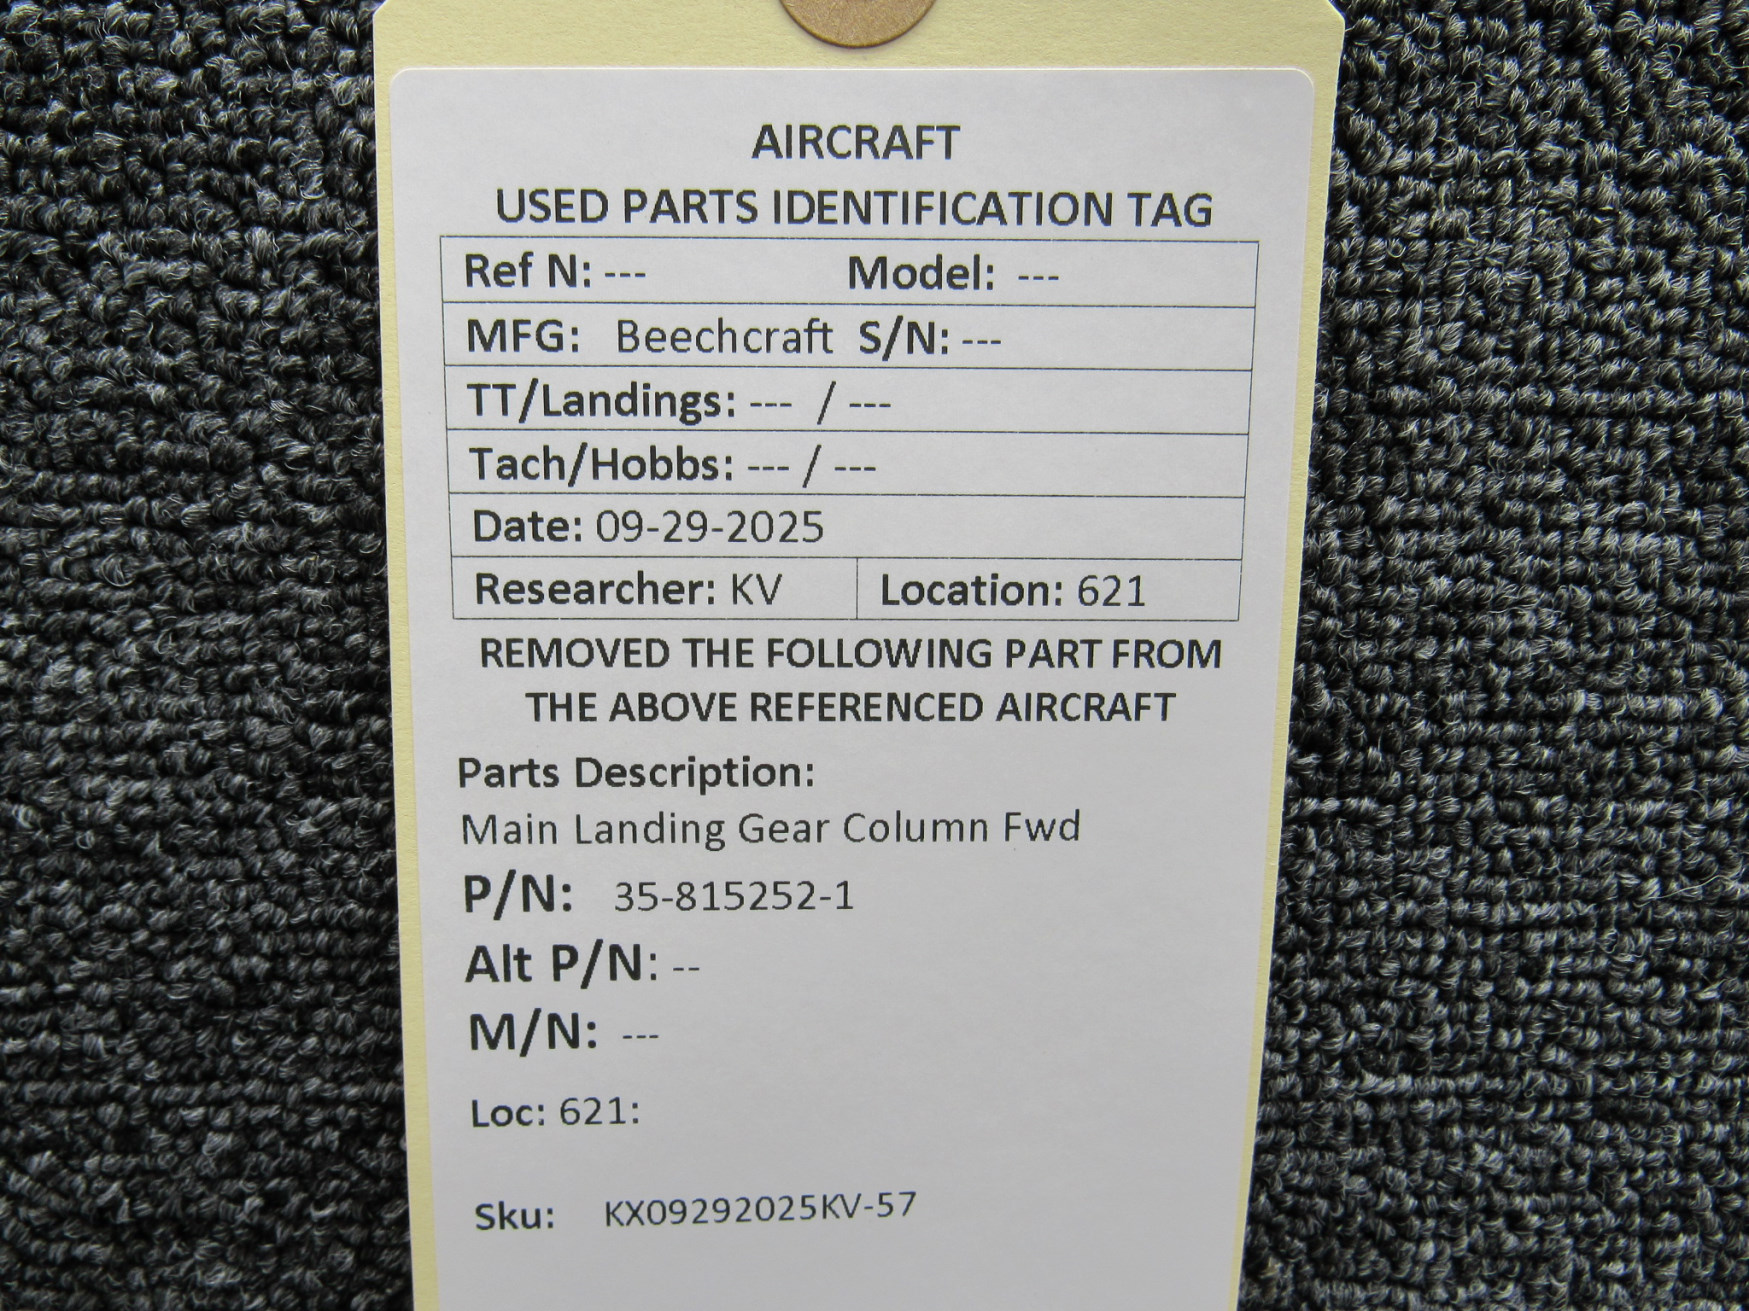 AIRCRAFT
USED PARTS IDENTIFICATION TAG
Ref N: --- Model: ---
MFG: Beechcraft S/N: ---
TT/Landings: --- / ---
Tach/Hobbs: --- / ---
Date: 09-29-2025
Researcher: KV Location: 621
REMOVED THE FOLLOWING PART FROM
THE ABOVE REFERENCED AIRCRAFT
Parts Description:
Main Landing Gear Column Fwd
P/N: 35-815252-1
Alt P/N: --
M/N: ---
Loc: 621:
Sku: KX09292025KV-57